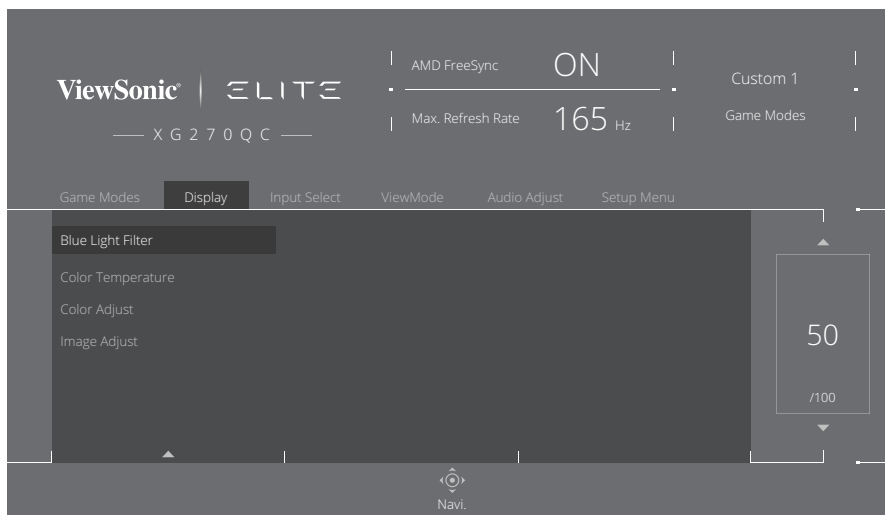 ViewSonic® ELITE
XG270QC
AMD FreeSync ON
Max. Refresh Rate 165 Hz
Custom 1
Game Modes
Game Modes Display Input Select ViewMode Audio Adjust Setup Menu
Blue Light Filter
Color Temperature
Color Adjust
Image Adjust
50
/100
Navi.